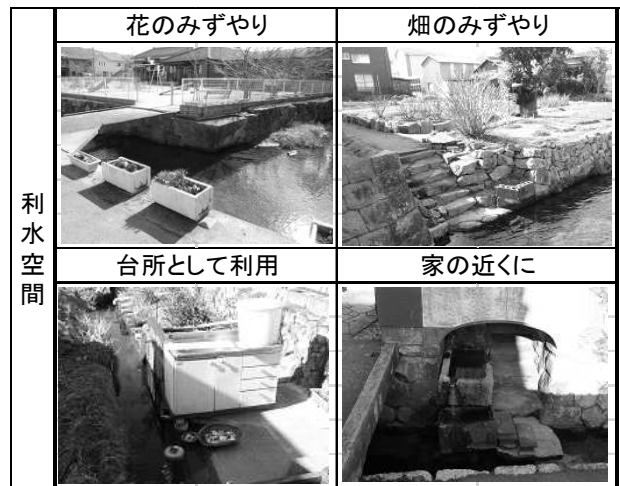 利水空間
花のみずやり
畑のみずやり
台所として利用
家の近くに